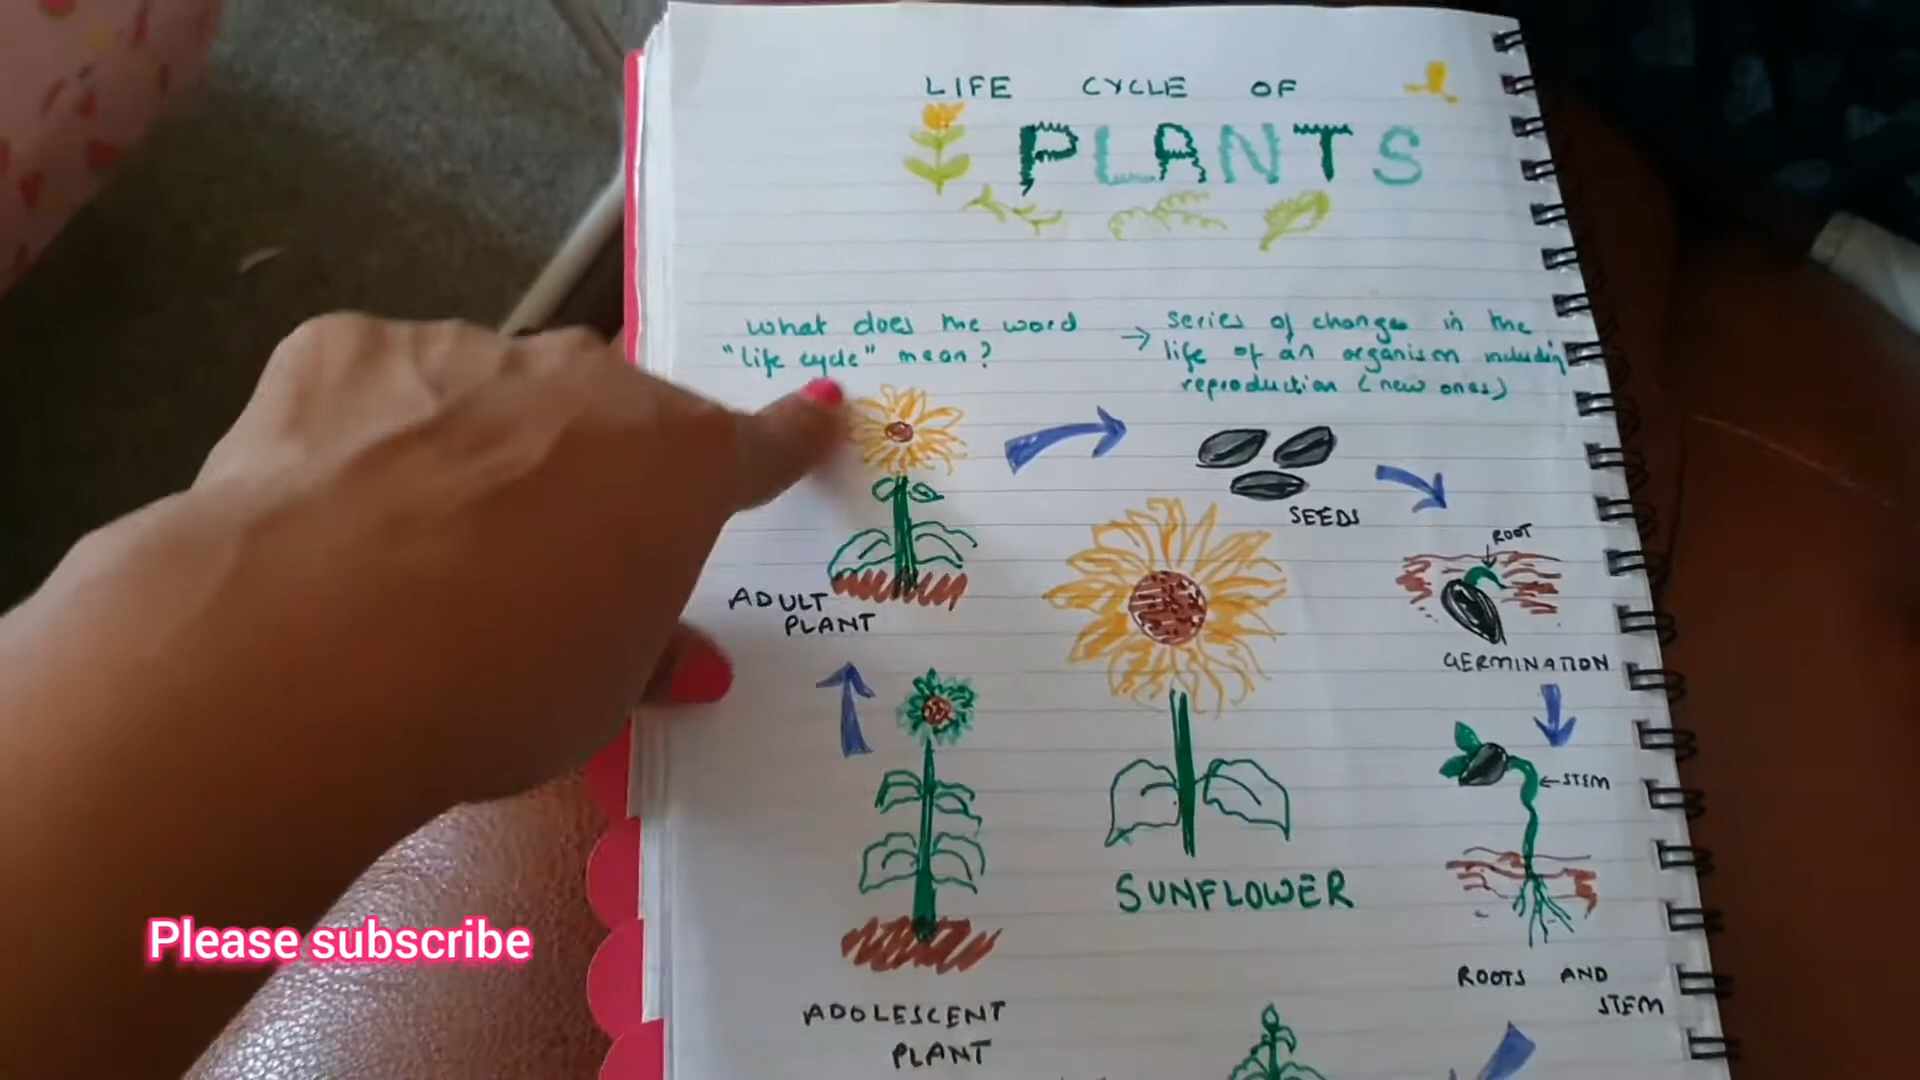 LIFE CYCLE OF
PLANTS
what does the word
"life cycle" mean?
→ series of changes in the
life of an organism including
reproduction (new ones)
SEEDS
ROOT
ADULT
PLANT
GERMINATION
←STEM
SUNFLOWER
ROOTS AND
STEM
ADOLESCENT
PLANT
Please subscribe